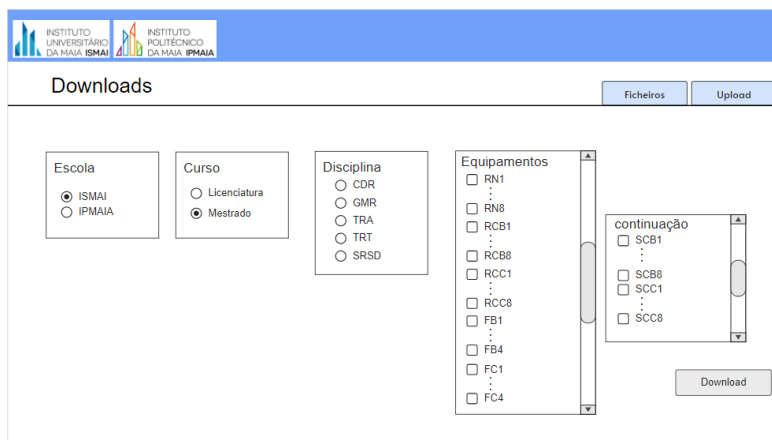 INSTITUTO
UNIVERSITÁRIO
DA MAIA ISMAI
INSTITUTO
POLITÉCNICO
DA MAIA IPMAIA
Downloads
Ficheiros
Upload
Escola
ISMAI
IPMAIA
Curso
Licenciatura
Mestrado
Disciplina
CDR
GMR
TRA
TRT
SRSD
Equipamentos
RN1
RN8
RCB1
RCB8
RCC1
RCC8
FB1
FB4
FC1
FC4
continuação
SCB1
SCB8
SCC1
SCC8
Download